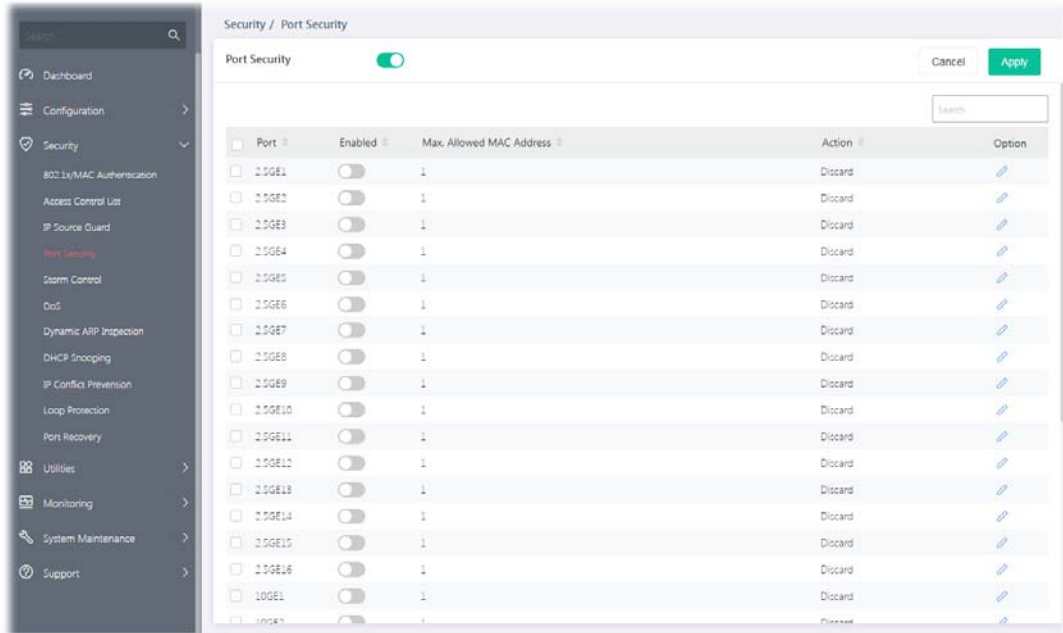 Security / Port Security
Search...
Port Security
Cancel
Apply
Dashboard
Configuration
Security
802.1x/MAC Authentication
Access Control List
IP Source Guard
Port Security
Storm Control
DoS
Dynamic ARP Inspection
DHCP Snooping
IP Conflict Prevention
Loop Protection
Port Recovery
Utilities
Monitoring
System Maintenance
Support
Search
Port Enabled Max. Allowed MAC Address Action Option
2.5GE1 1 Discard
2.5GE2 1 Discard
2.5GE3 1 Discard
2.5GE4 1 Discard
2.5GE5 1 Discard
2.5GE6 1 Discard
2.5GE7 1 Discard
2.5GE8 1 Discard
2.5GE9 1 Discard
2.5GE10 1 Discard
2.5GE11 1 Discard
2.5GE12 1 Discard
2.5GE13 1 Discard
2.5GE14 1 Discard
2.5GE15 1 Discard
2.5GE16 1 Discard
10GE1 1 Discard
10GE2 1 Discard